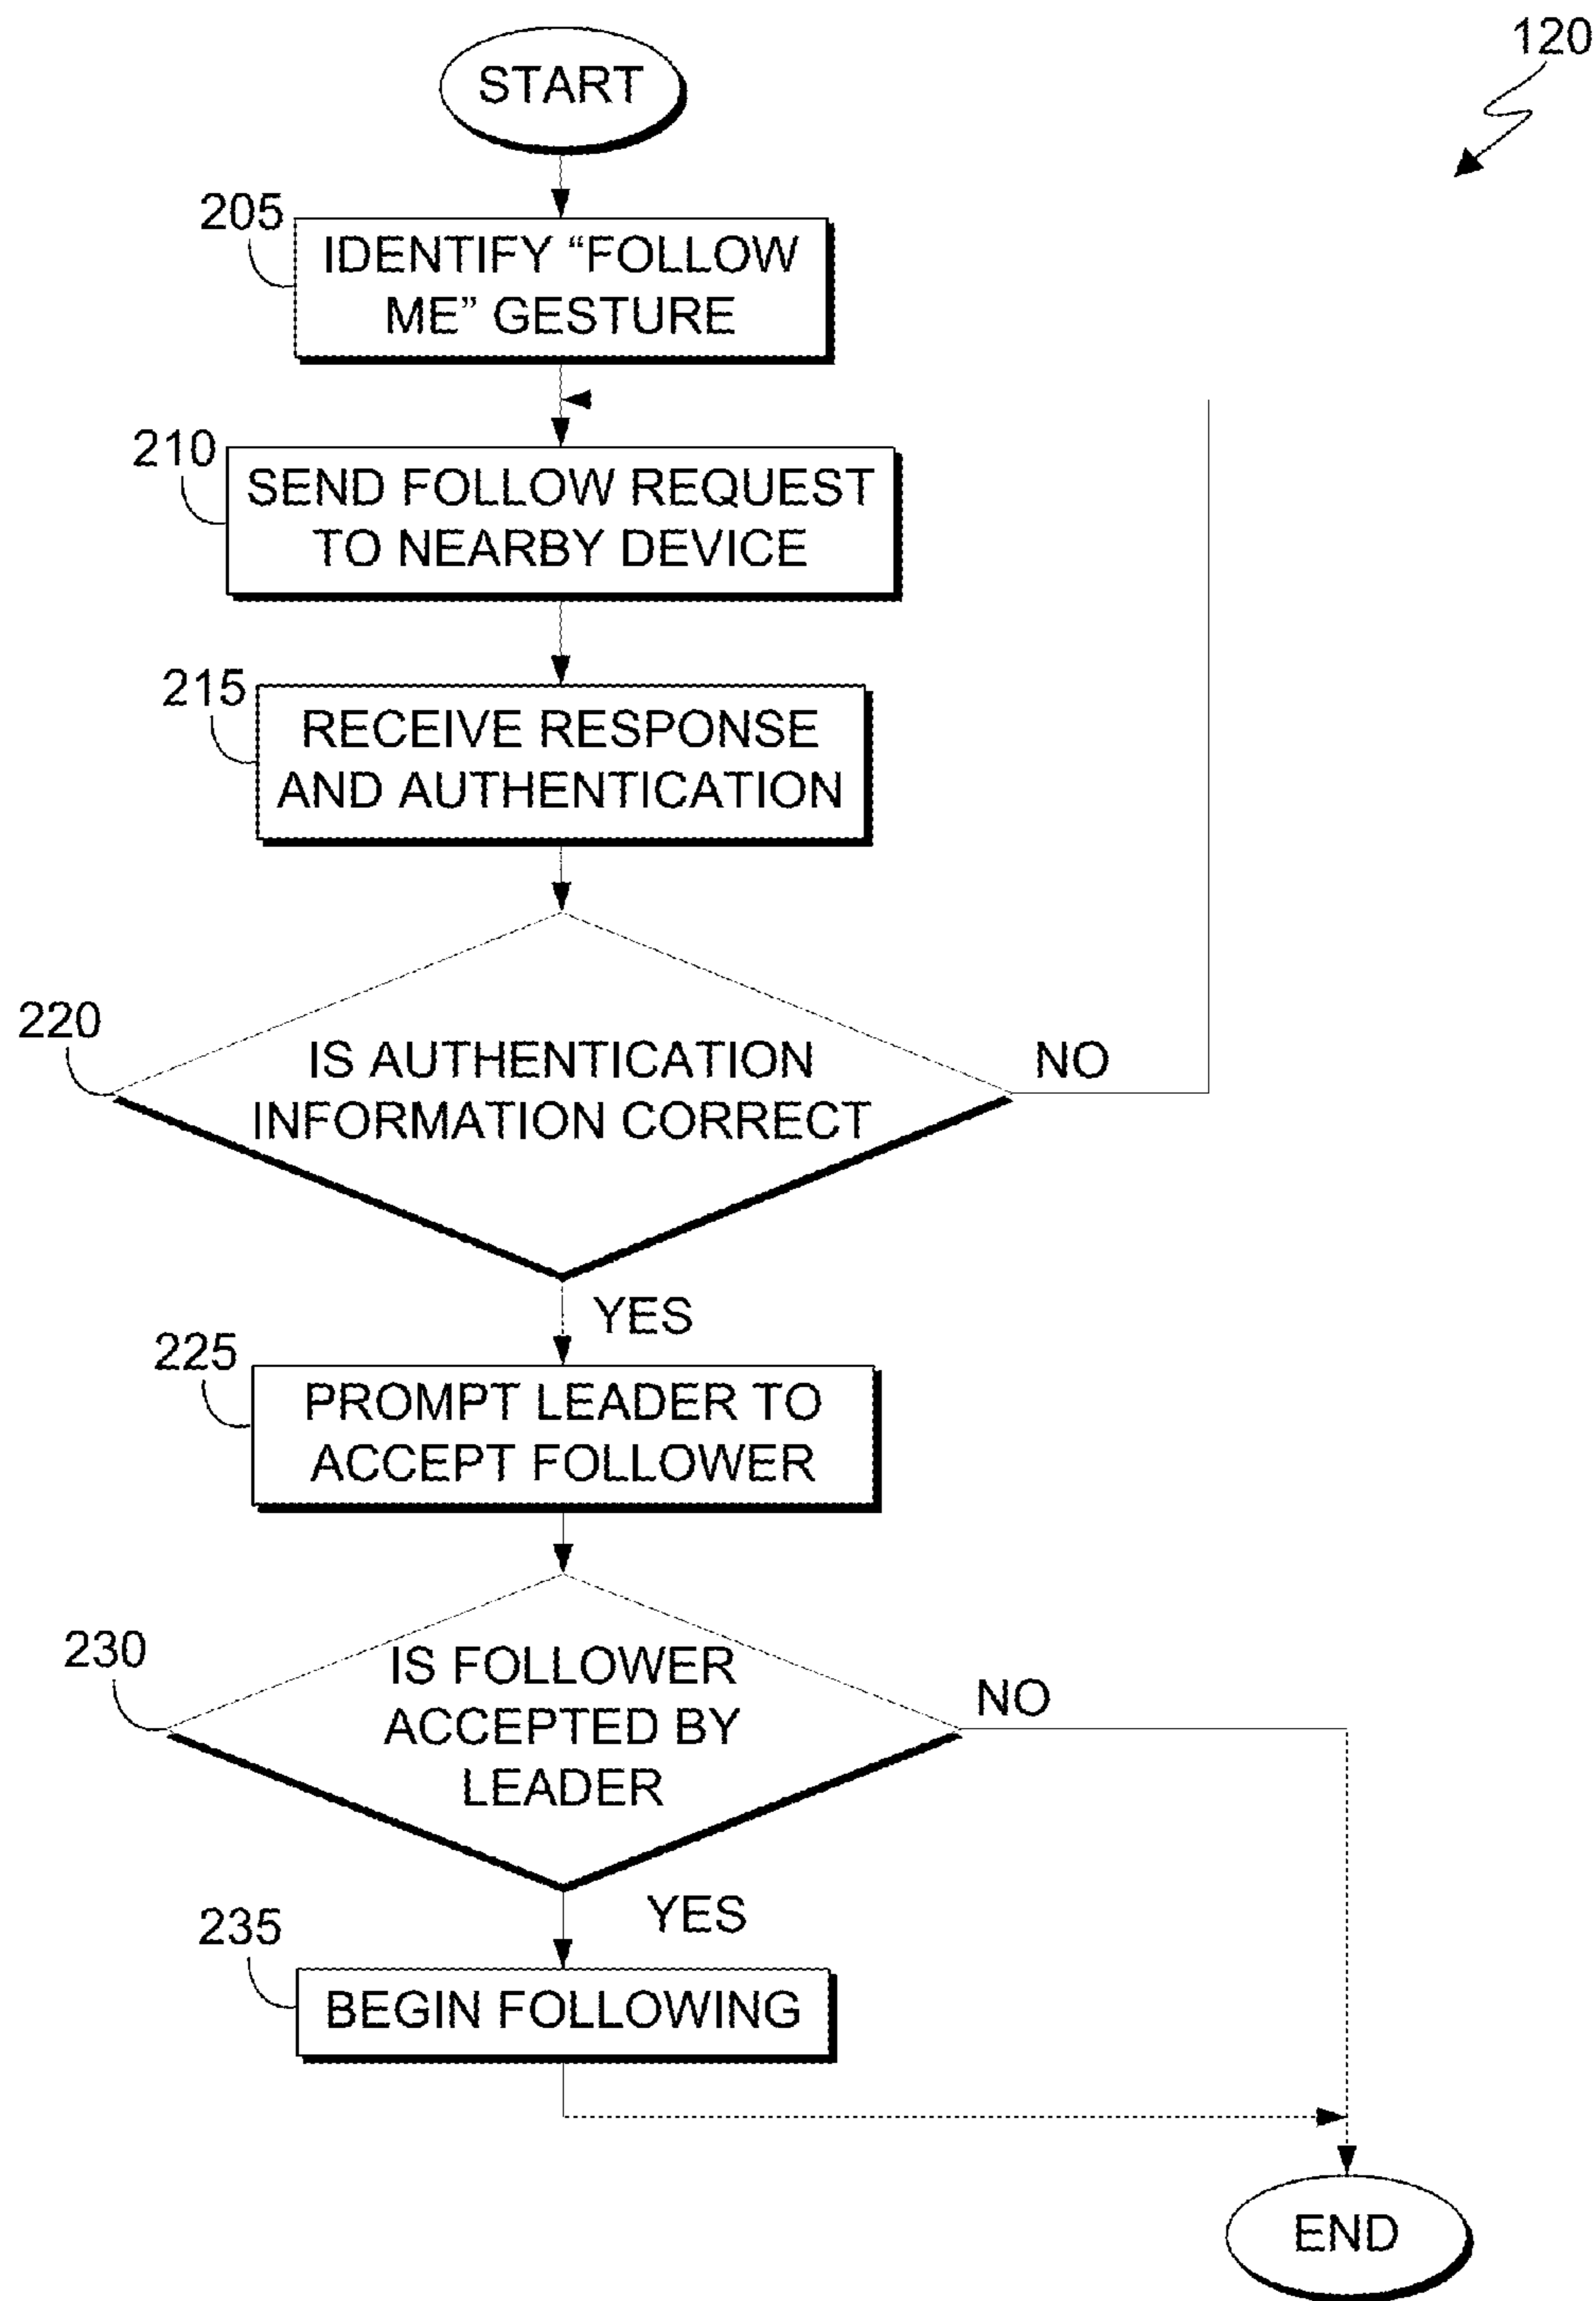 120
START
205
IDENTIFY “FOLLOW
ME” GESTURE
210
SEND FOLLOW REQUEST
TO NEARBY DEVICE
215
RECEIVE RESPONSE
AND AUTHENTICATION
220
IS AUTHENTICATION
INFORMATION CORRECT
NO
YES
225
PROMPT LEADER TO
ACCEPT FOLLOWER
230
IS FOLLOWER
ACCEPTED BY
LEADER
NO
YES
235
BEGIN FOLLOWING
END